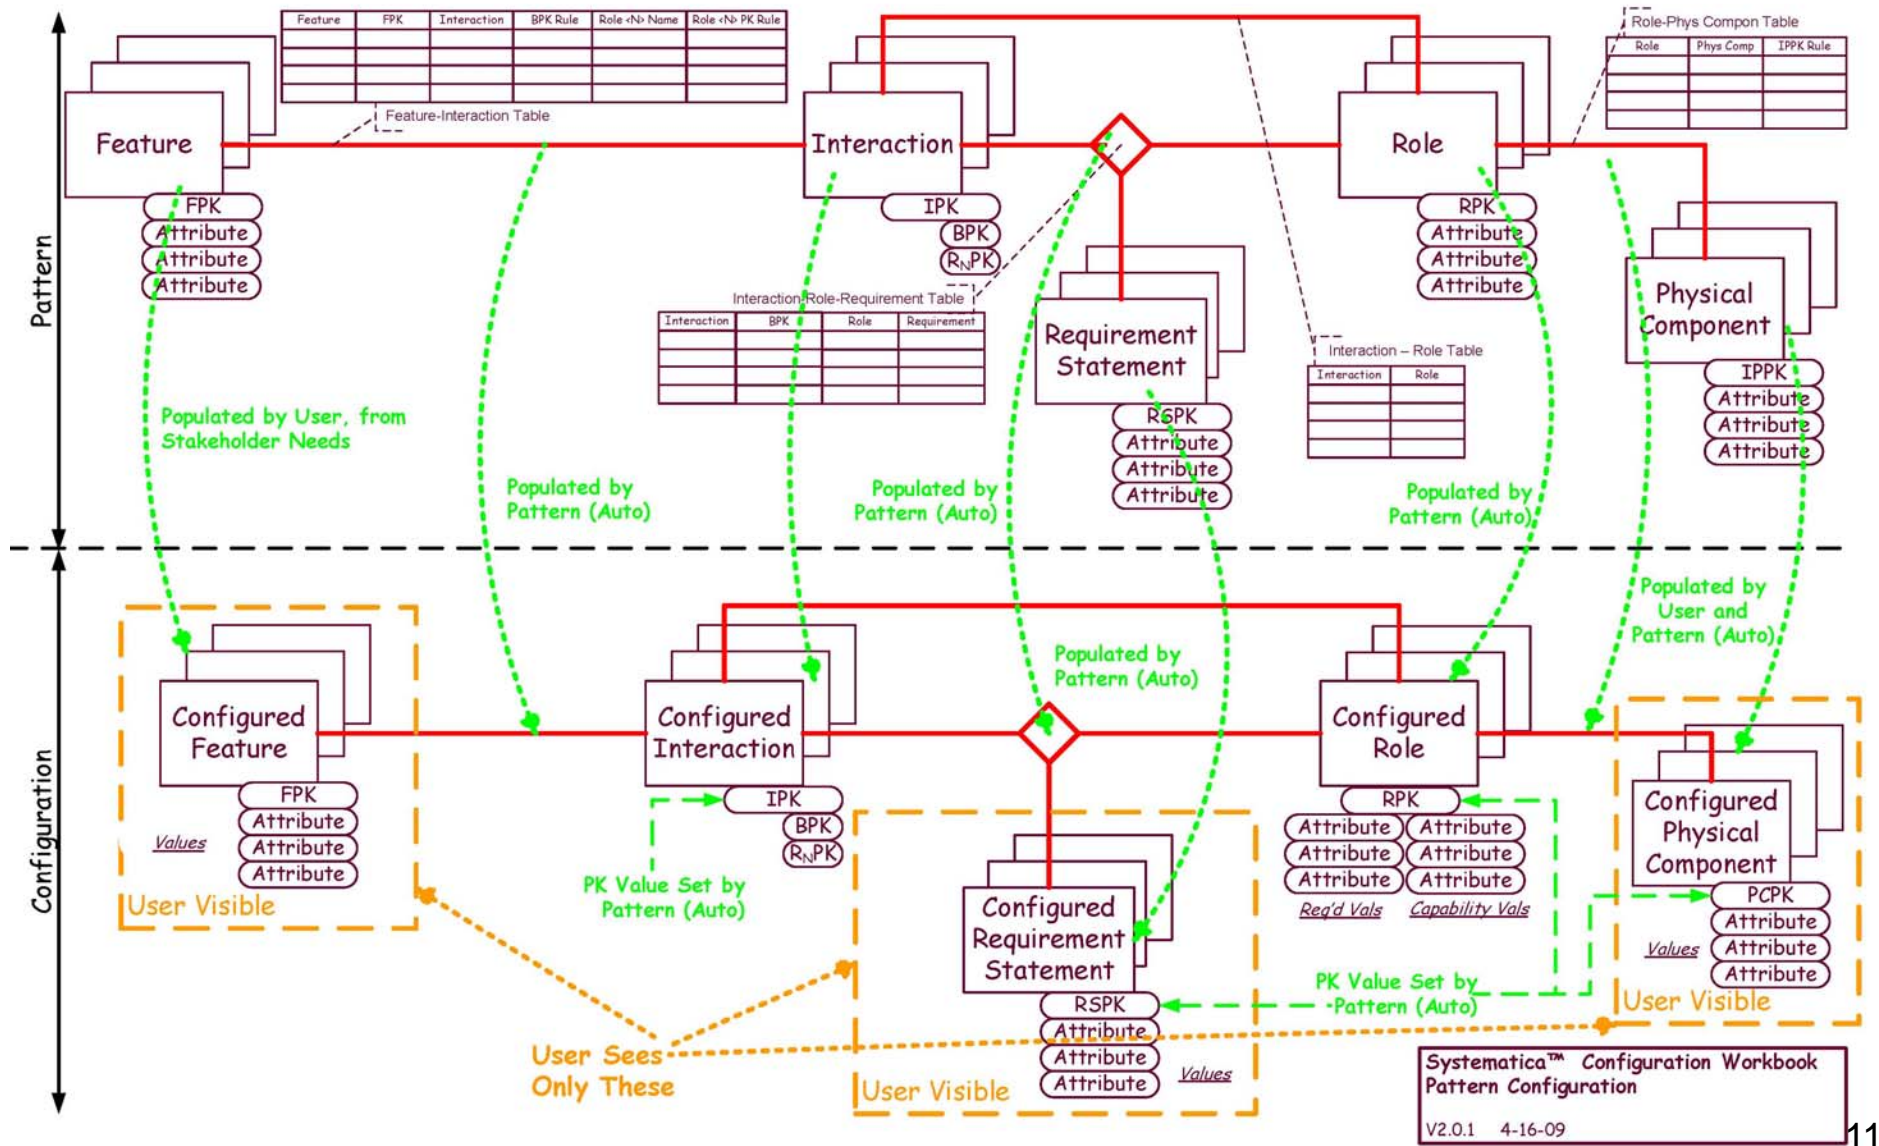 Feature FPK Interaction BPK Rule Role <N> Name Role <N> PK Rule
Feature-Interaction Table
Role-Phys Compon Table
Role Phys Comp IPPK Rule
Feature
FPK
Attribute
Attribute
Attribute
Interaction
IPK
BPK
RNPK
Role
RPK
Attribute
Attribute
Attribute
Physical
Component
IPPK
Attribute
Attribute
Attribute
Interaction-Role-Requirement Table
Interaction BPK Role Requirement
Requirement
Statement
RSPK
Attribute
Attribute
Attribute
Interaction – Role Table
Interaction Role
Pattern
Populated by User, from
Stakeholder Needs
Populated by
Pattern (Auto)
Populated by
Pattern (Auto)
Populated by
Pattern (Auto)
Configuration
Populated by
User and
Pattern (Auto)
Populated by
Pattern (Auto)
Configured
Feature
FPK
Attribute
Attribute
Attribute
Values
User Visible
Configured
Interaction
IPK
BPK
RNPK
PK Value Set by
Pattern (Auto)
Configured
Requirement
Statement
RSPK
Attribute
Attribute
Attribute
Values
User Visible
Configured
Role
RPK
Attribute Attribute
Attribute Attribute
Attribute Attribute
Req'd Vals Capability Vals
PK Value Set by
Pattern (Auto)
Configured
Physical
Component
PCPK
Attribute
Attribute
Attribute
Values
User Visible
User Sees
Only These
Systematica™ Configuration Workbook
Pattern Configuration
V2.0.1 4-16-09
11